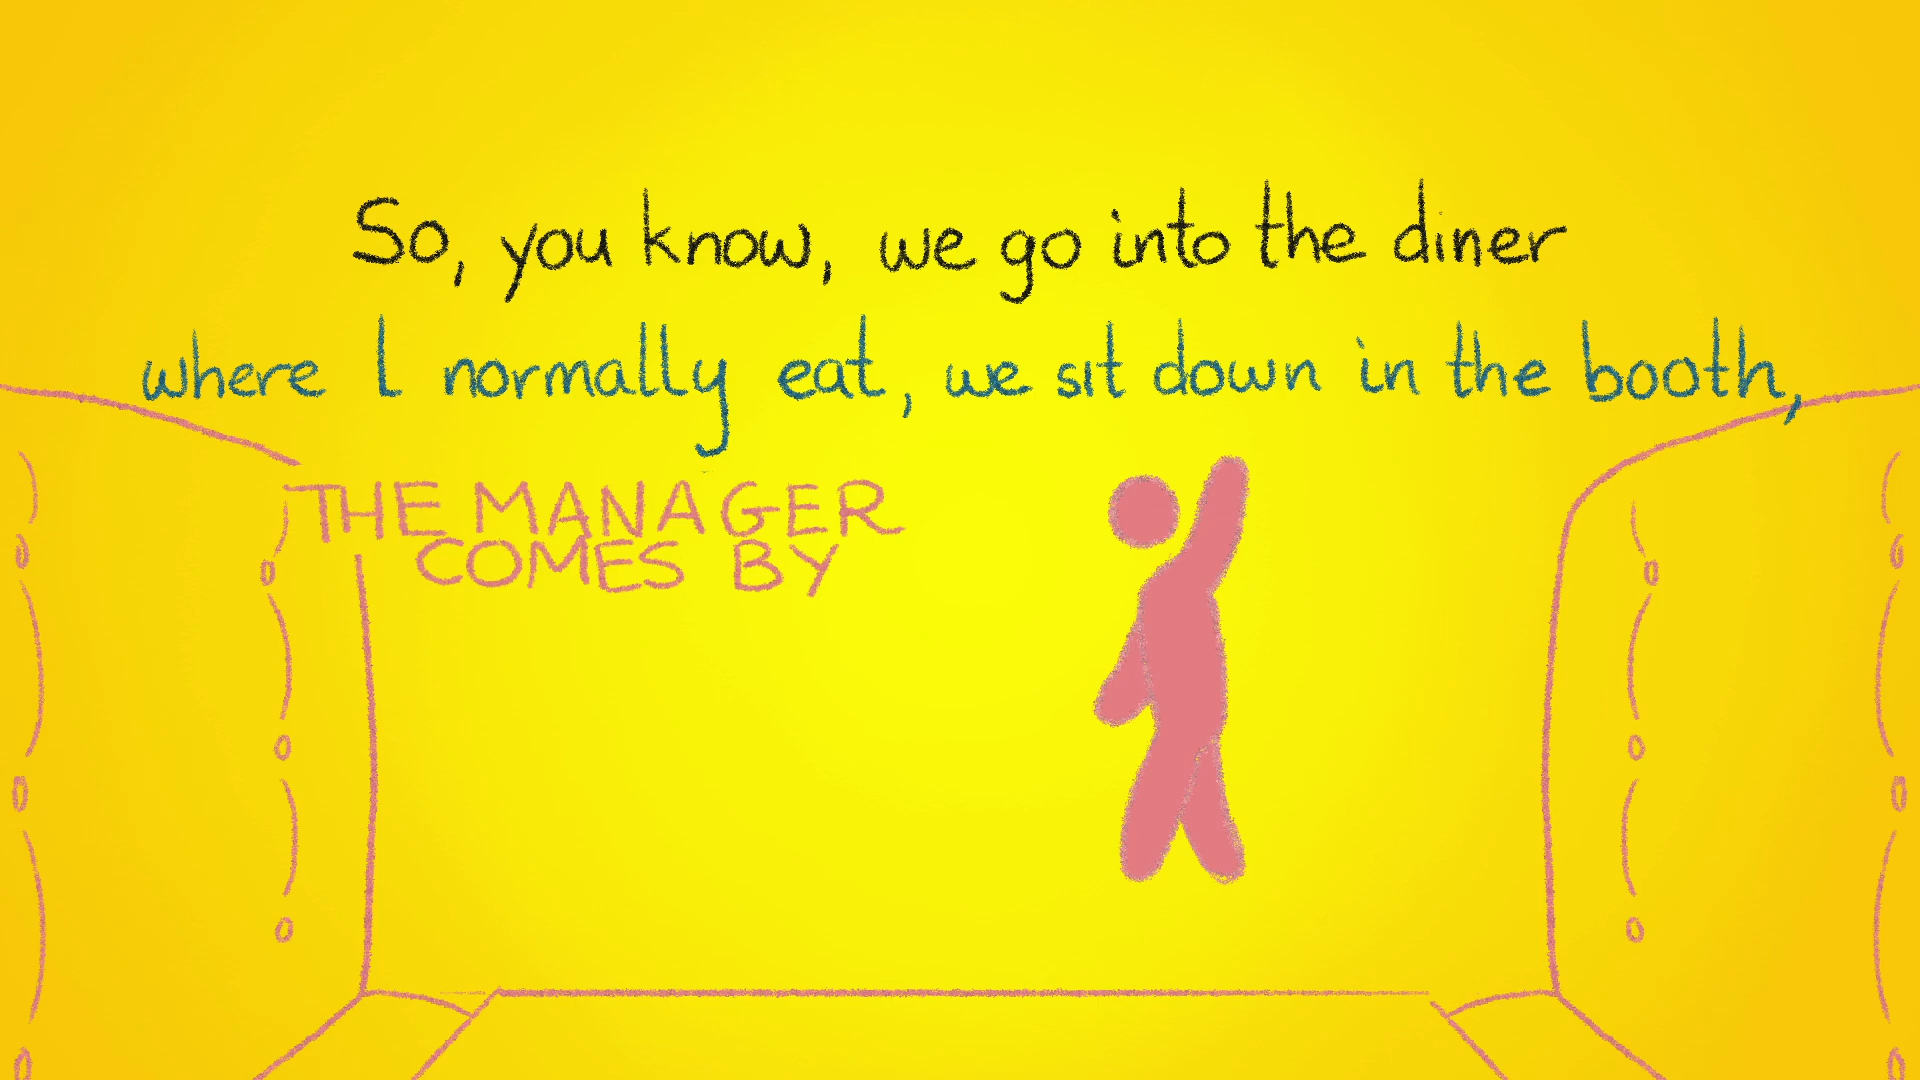 So, you know, we go into the diner
where I normally eat, we sit down in the booth,
THE MANAGER
COMES BY